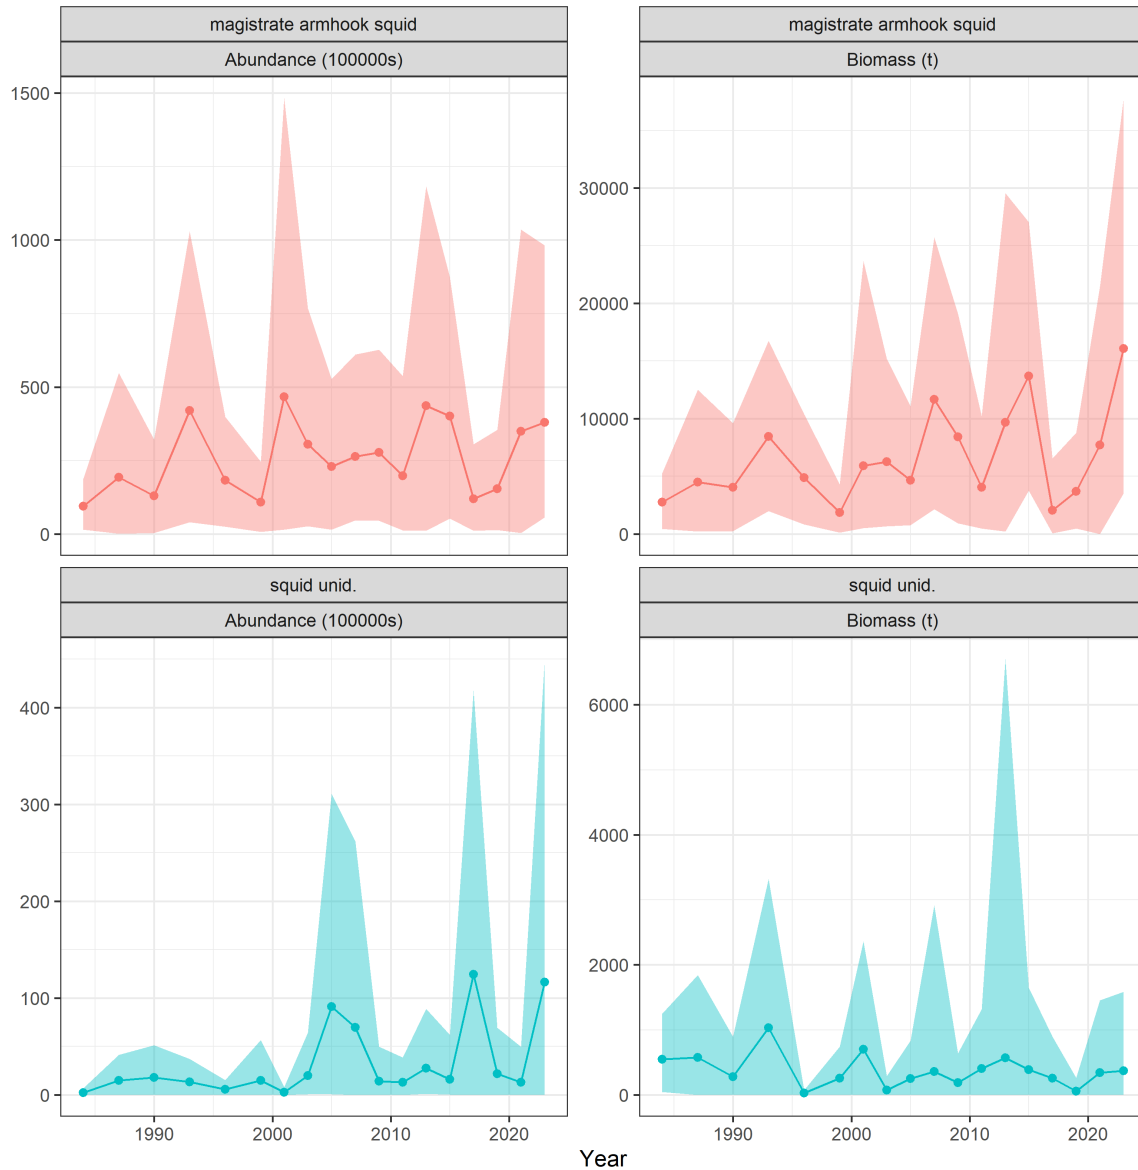 magistrate armhook squid
Abundance (100000s)
1500
1000
500
0
magistrate armhook squid
Biomass (t)
30000
20000
10000
0
squid unid.
Abundance (100000s)
400
300
200
100
0
1990 2000 2010 2020
squid unid.
Biomass (t)
6000
4000
2000
0
1990 2000 2010 2020
Year